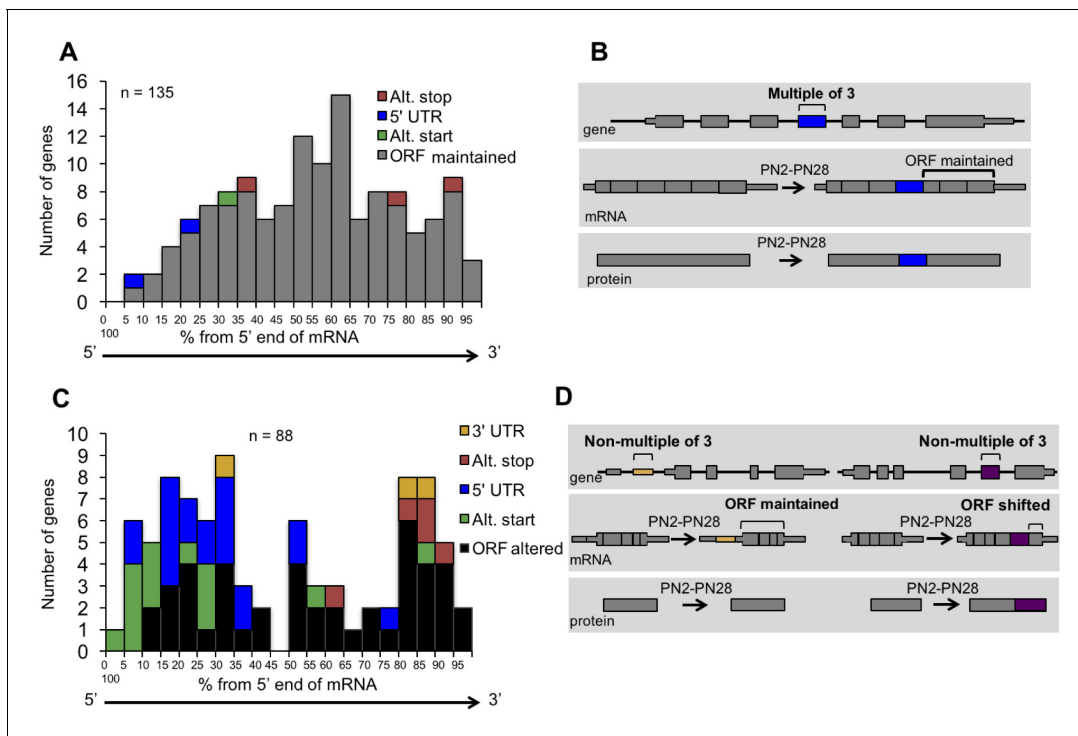 A
n = 135
Alt. stop
5' UTR
Alt. start
ORF maintained
Number of genes
16
14
12
10
8
6
4
2
0
0 5 10 15 20 25 30 35 40 45 50 55 60 65 70 75 80 85 90 95
100
% from 5' end of mRNA
5' 3'
B
Multiple of 3
gene
PN2-PN28
ORF maintained
mRNA
PN2-PN28
protein
C
n = 88
3' UTR
Alt. stop
5' UTR
Alt. start
ORF altered
Number of genes
10
9
8
7
6
5
4
3
2
1
0
0 5 10 15 20 25 30 35 40 45 50 55 60 65 70 75 80 85 90 95
100
% from 5' end of mRNA
5' 3'
D
Non-multiple of 3 Non-multiple of 3
gene
ORF maintained ORF shifted
PN2-PN28 PN2-PN28
mRNA
PN2-PN28 PN2-PN28
protein